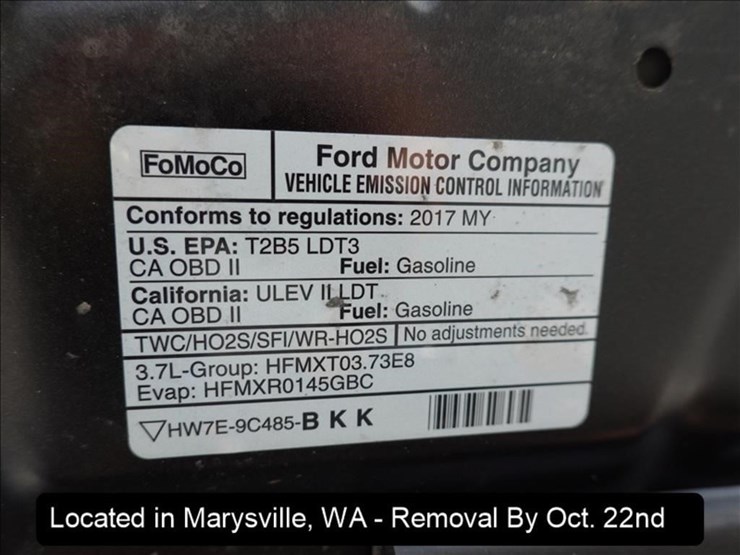 FoMoCo
Ford Motor Company
VEHICLE EMISSION CONTROL INFORMATION
Conforms to regulations: 2017 MY
U.S. EPA: T2B5 LDT3
CA OBD II Fuel: Gasoline
California: ULEV II LDT
CA OBD II Fuel: Gasoline
TWC/HO2S/SFI/WR-HO2S No adjustments needed.
3.7L-Group: HFMXT03.73E8
Evap: HFMXR0145GBC
▽HW7E-9C485-B K K
Located in Marysville, WA - Removal By Oct. 22nd